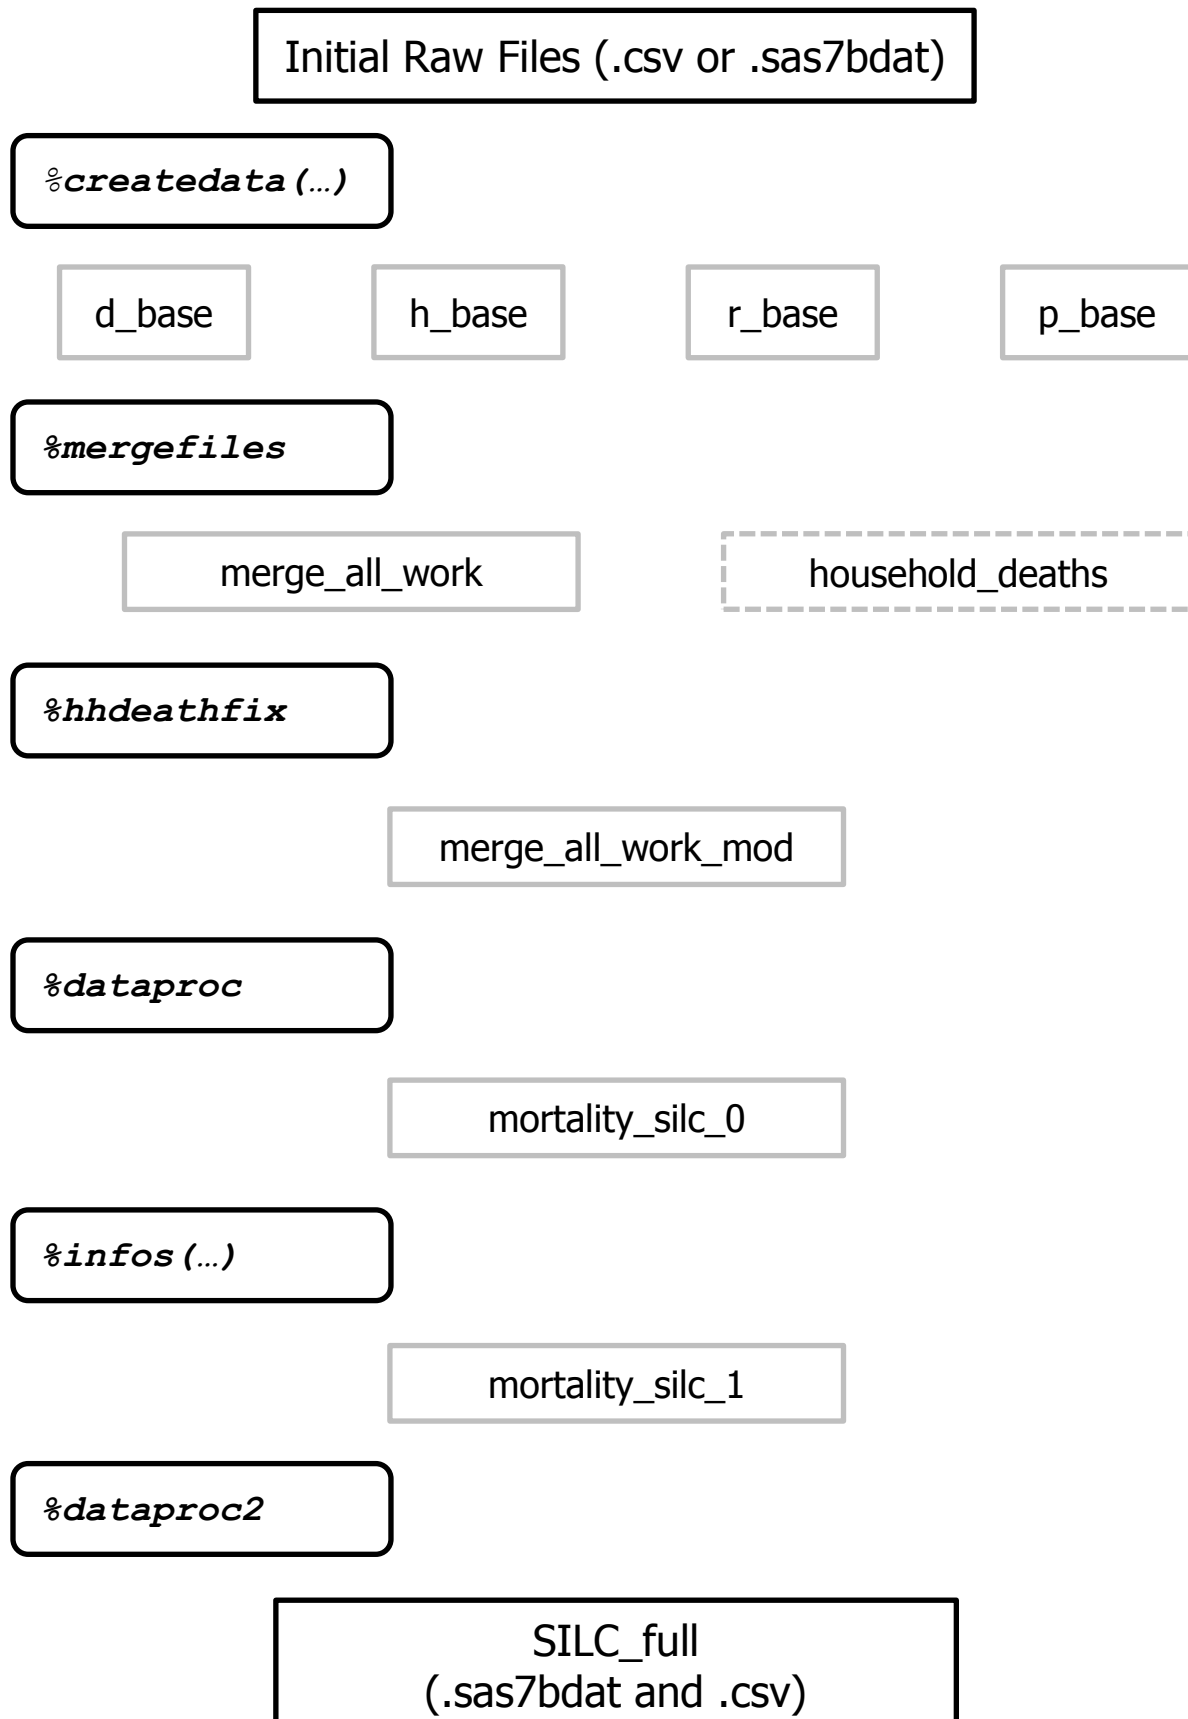 Initial Raw Files (.csv or .sas7bdat)
%createdata(…)
d_base h_base r_base p_base
%mergefiles
merge_all_work household_deaths
%hhdeathfix
merge_all_work_mod
%dataproc
mortality_silc_0
%infos(…)
mortality_silc_1
%dataproc2
SILC_full
(.sas7bdat and .csv)